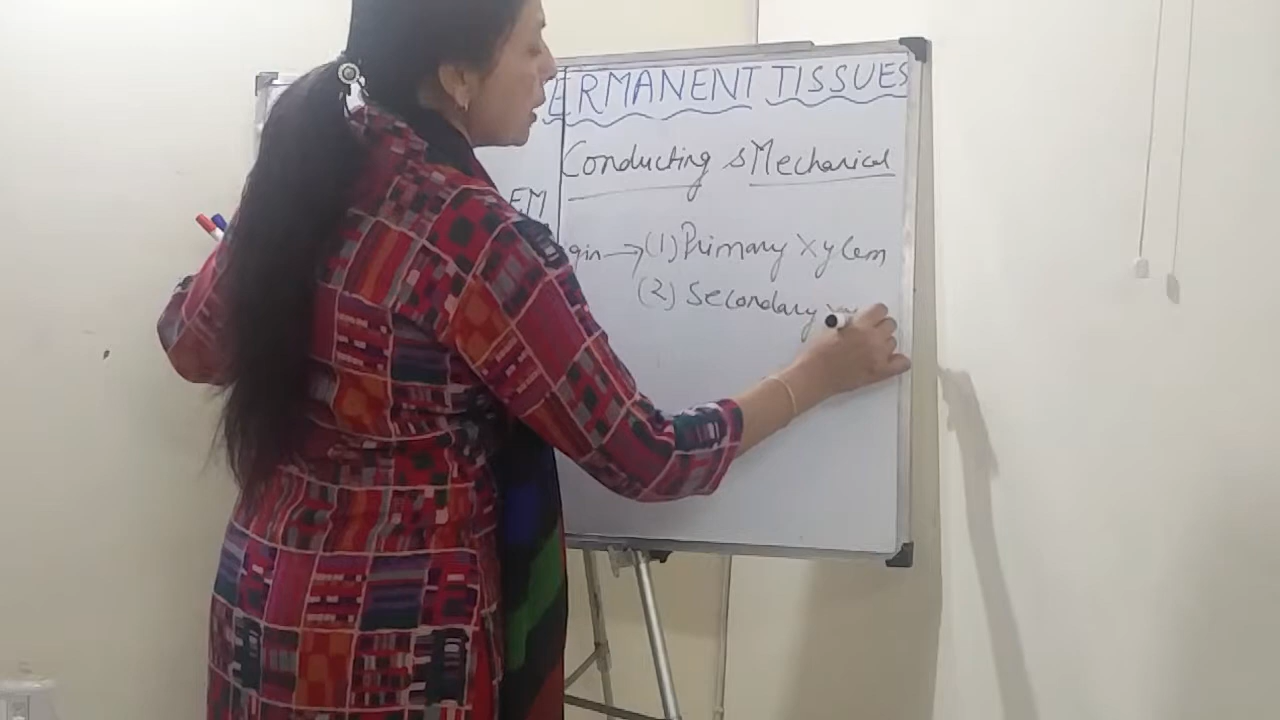 ERMANENT TISSUES
Conducting & Mechanical
EM
gin → (1) Primary Xylem
(2) Secondary